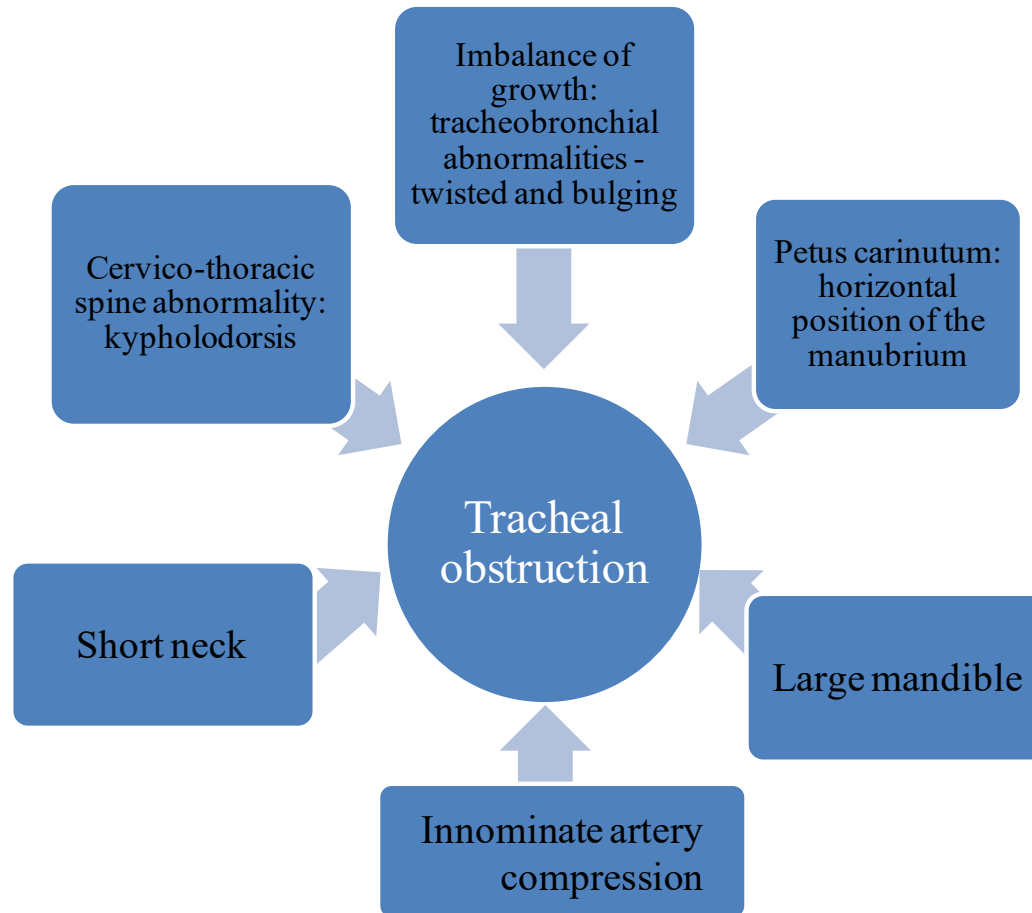 Imbalance of
growth:
tracheobronchial
abnormalities -
twisted and bulging
Cervico-thoracic
spine abnormality:
kypholodorsis
Petus carinutum:
horizontal
position of the
manubrium
Tracheal
obstruction
Short neck
Large mandible
Innominate artery
compression